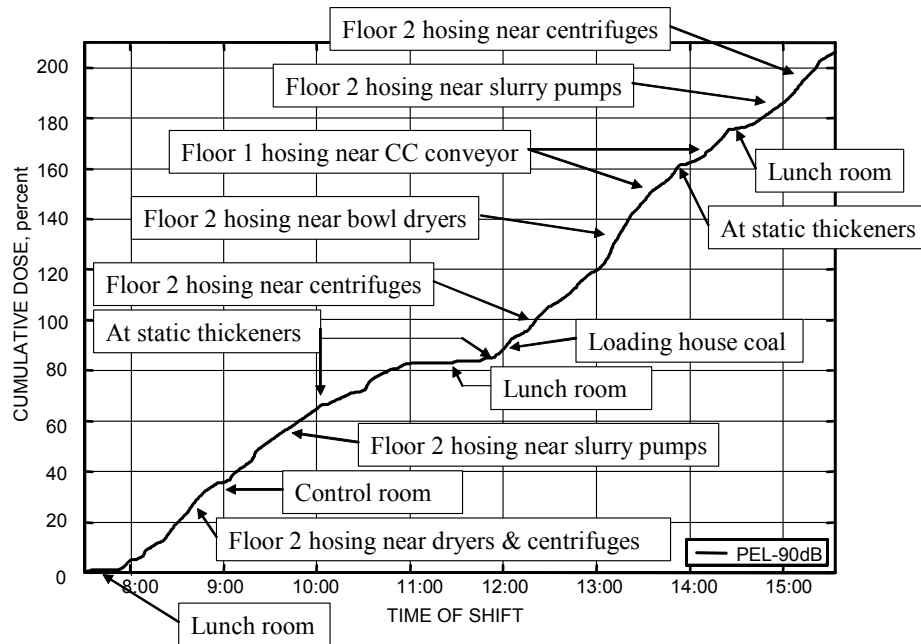 Floor 2 hosing near centrifuges
Floor 2 hosing near slurry pumps
Floor 1 hosing near CC conveyor
Lunch room
Floor 2 hosing near bowl dryers
At static thickeners
Floor 2 hosing near centrifuges
At static thickeners
Loading house coal
Lunch room
Floor 2 hosing near slurry pumps
Control room
Floor 2 hosing near dryers & centrifuges
PEL-90dB
Lunch room
CUMULATIVE DOSE, percent
200
180
160
140
120
100
80
60
40
20
0
8:00 9:00 10:00 11:00 12:00 13:00 14:00 15:00
TIME OF SHIFT